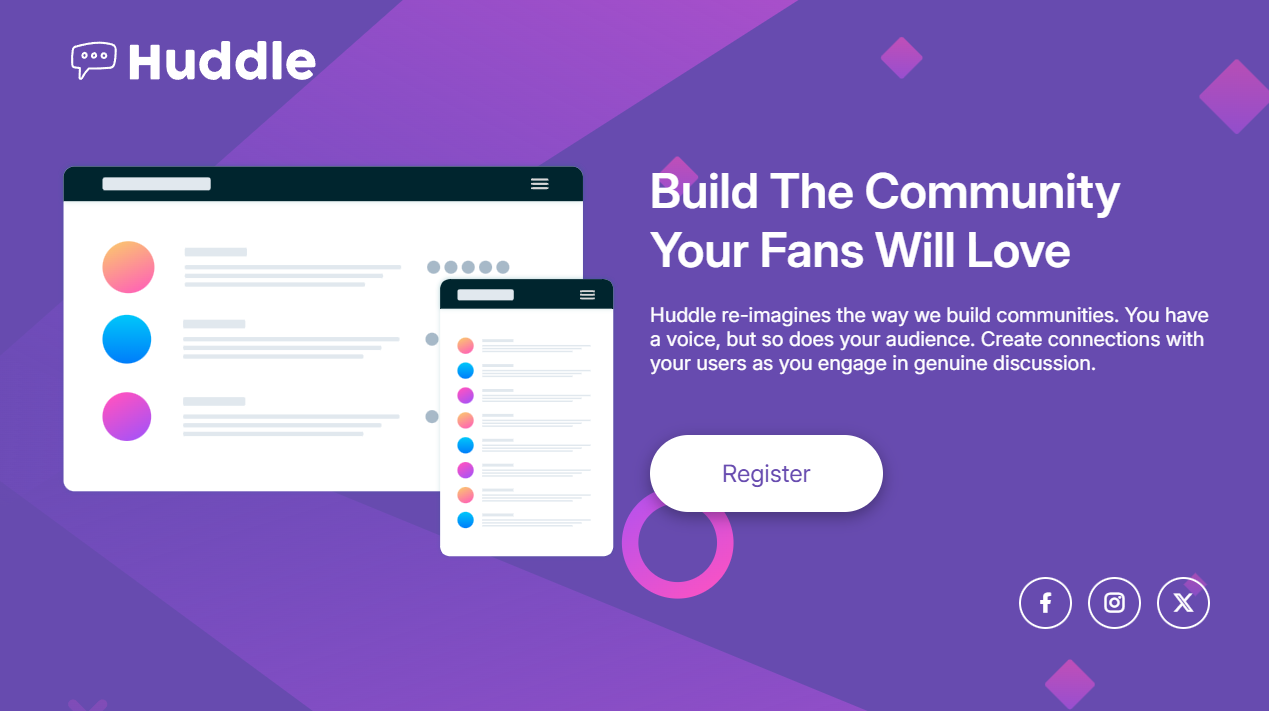 Huddle
Build The Community
Your Fans Will Love
Huddle re-imagines the way we build communities. You have
a voice, but so does your audience. Create connections with
your users as you engage in genuine discussion.
Register